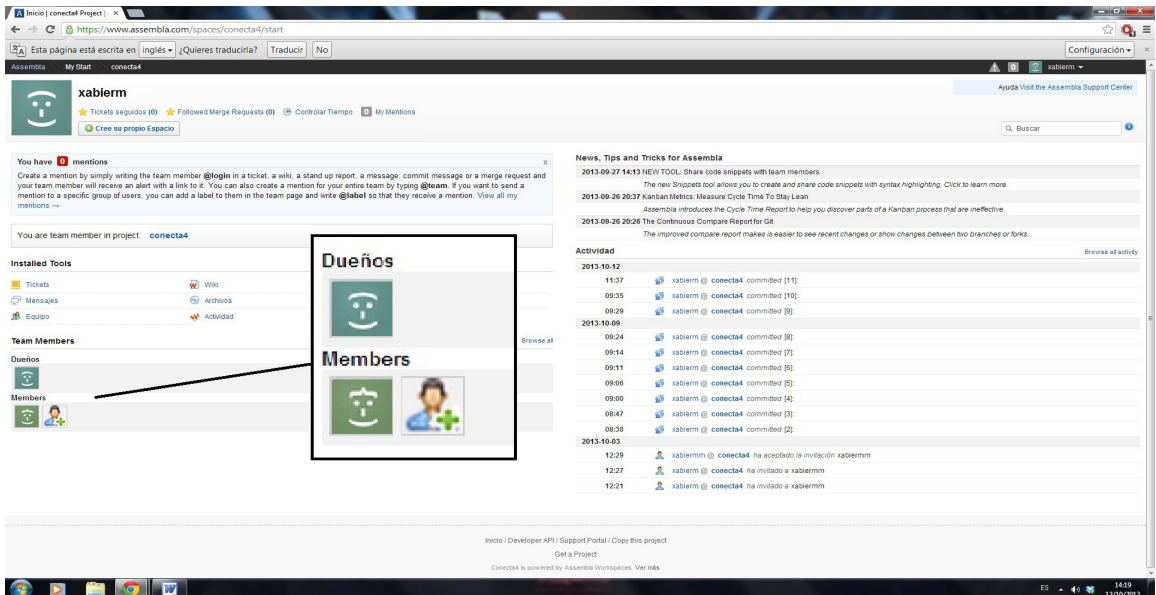 Inicio | conecta4 Project |
https://www.assembla.com/spaces/conecta4/start
Esta página está escrita en inglés ¿Quieres traducirla? Traducir No Configuración
Assembla My Start conecta4 0 xabierm
xabierm
Ayuda Visit the Assembla Support Center
Tickets seguidos (0) Followed Merge Requests (0) Controlar Tiempo 0 My Mentions
Cree su propio Espacio
Buscar
You have 0 mentions x
Create a mention by simply writing the team member @login in a ticket, a wiki, a stand up report, a message, commit message or a merge request and
your team member will receive an alert with a link to it. You can also create a mention for your entire team by typing @team. If you want to send a
mention to a specific group of users, you can add a label to them in the team page and write @label so that they receive a mention. View all my
mentions →
You are team member in project: conecta4
Installed Tools
Tickets Wiki
Mensajes Archivos
Equipo Actividad
Team Members Browse all
Dueños
Members
Dueños
Members
News, Tips and Tricks for Assembla
2013-09-27 14:13 NEW TOOL: Share code snippets with team members
The new Snippets tool allows you to create and share code snippets with syntax highlighting. Click to learn more.
2013-09-26 20:37 Kanban Metrics: Measure Cycle Time To Stay Lean
Assembla introduces the Cycle Time Report to help you discover parts of a Kanban process that are ineffective.
2013-09-26 20:26 The Continuous Compare Report for Git
The improved compare report makes is easier to see recent changes or show changes between two branches or forks.
Actividad Browse all activity
2013-10-12
11:37 xabierm @ conecta4 committed [11]:
09:35 xabierm @ conecta4 committed [10]:
09:29 xabierm @ conecta4 committed [9]:
2013-10-09
09:24 xabierm @ conecta4 committed [8]:
09:14 xabierm @ conecta4 committed [7]:
09:11 xabierm @ conecta4 committed [6]:
09:06 xabierm @ conecta4 committed [5]:
09:00 xabierm @ conecta4 committed [4]:
08:47 xabierm @ conecta4 committed [3]:
08:38 xabierm @ conecta4 committed [2]:
2013-10-03
12:29 xabiermm @ conecta4 ha aceptado la invitación xabiermm
12:27 xabierm @ conecta4 ha invitado a xabiermm
12:21 xabierm @ conecta4 ha invitado a xabiermm
Inicio / Developer API / Support Portal / Copy this project
Get a Project
Conecta4 is powered by Assembla Workspaces. Ver más
ES 14:19
12/10/2013